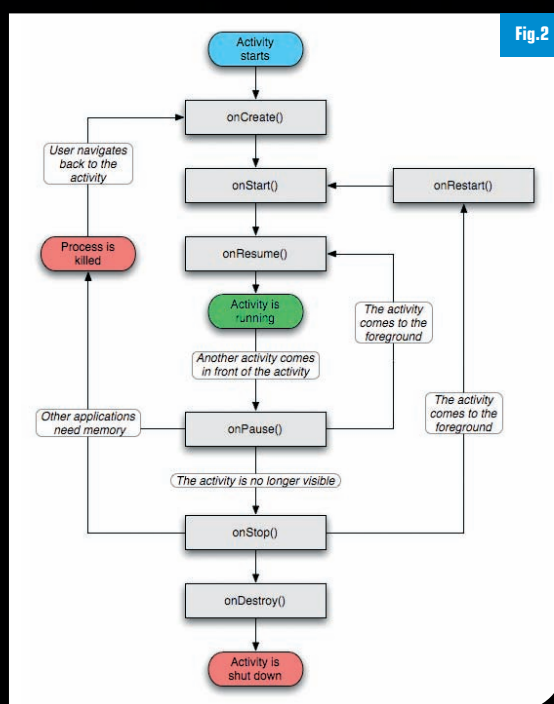 Fig.2
Activity
starts
onCreate()
User navigates
back to the
activity
onStart()
onRestart()
onResume()
Process is
killed
Activity is
running
The activity
comes to the
foreground
Another activity comes
in front of the activity
Other applications
need memory
onPause()
The activity
comes to the
foreground
The activity is no longer visible
onStop()
onDestroy()
Activity is
shut down